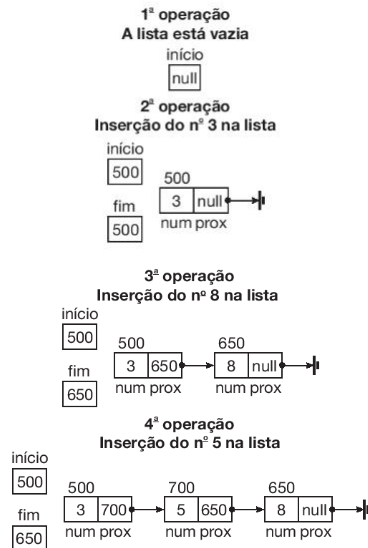 1ª operação
A lista está vazia
início
null
2ª operação
Inserção do nº 3 na lista
início
500
500
3 null
fim
500
num prox
3ª operação
Inserção do nº 8 na lista
início
500
500 650
3 650 8 null
fim
650
num prox num prox
4ª operação
Inserção do nº 5 na lista
início
500
500 700 650
3 700 5 650 8 null
fim
650
num prox num prox num prox